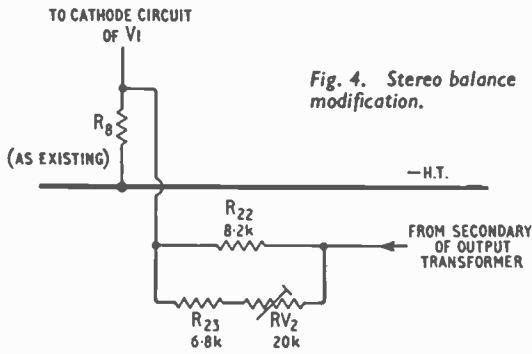 TO CATHODE CIRCUIT
OF V1
Fig. 4. Stereo balance
modification.
R8
(AS EXISTING)
—H.T.
R22
8.2k
FROM SECONDARY
OF OUTPUT
TRANSFORMER
R23
6.8k
RV2
20k